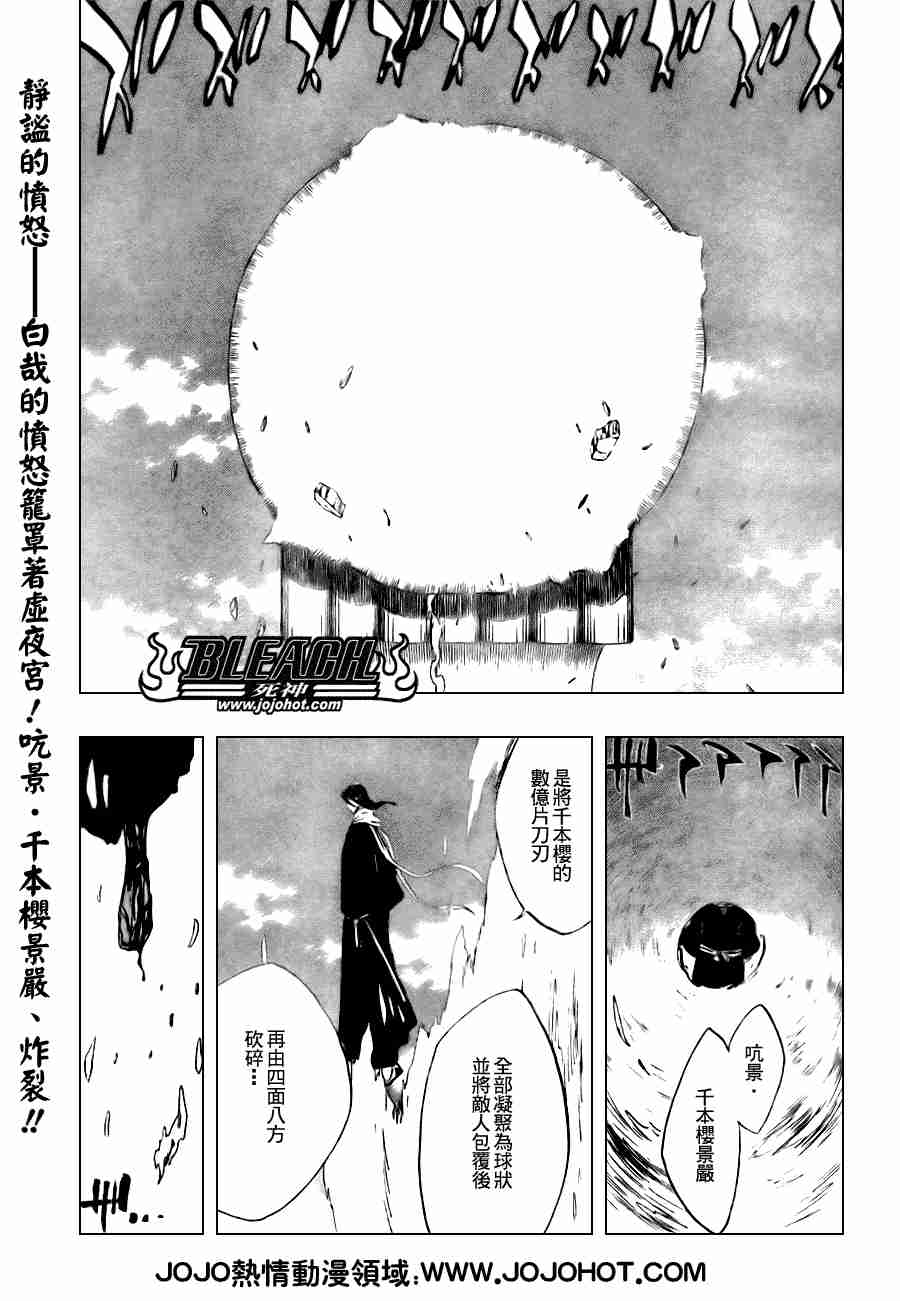 靜謐的憤怒——白哉的憤怒籠罩著虛夜宮！吭景．千本櫻景嚴、炸裂!!
BLEACH
死神
www.jojohot.com
吭景．
千本櫻景嚴
是將千本櫻的
數億片刀刃
全部凝聚為球狀
並將敵人包覆後
再由四面八方
砍碎…
JOJO熱情動漫領域:WWW.JOJOHOT.COM